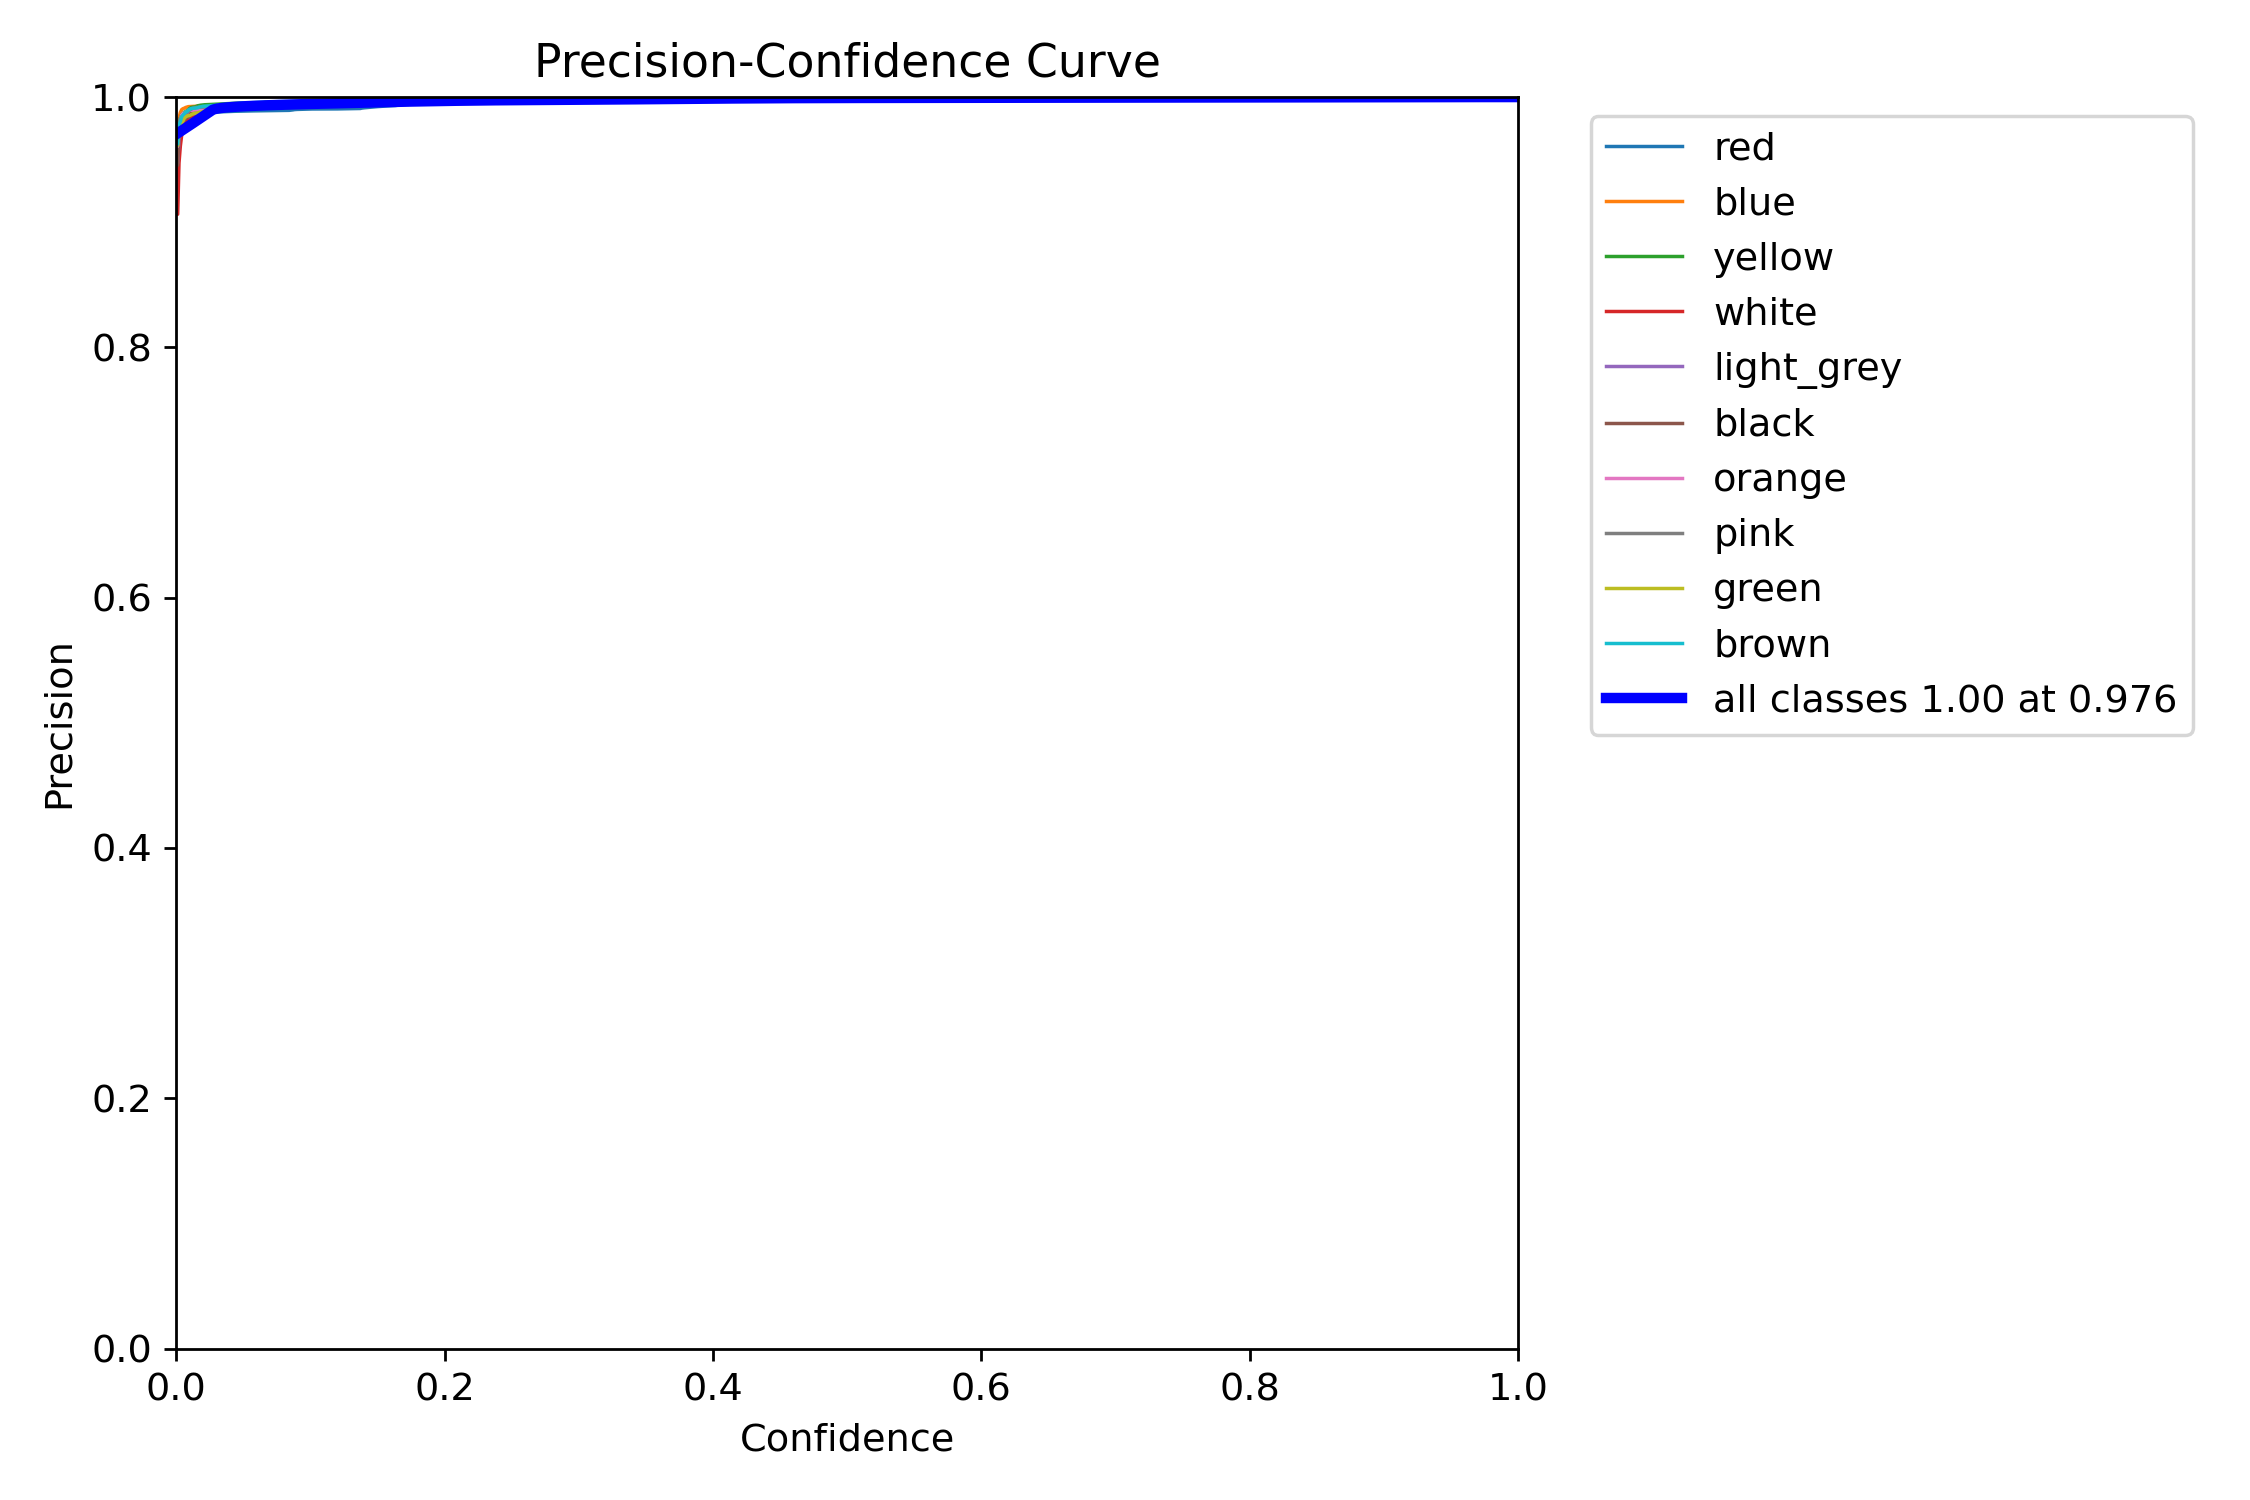 Precision-Confidence Curve
1.0
0.8
0.6
0.4
0.2
0.0
Precision
0.0 0.2 0.4 0.6 0.8 1.0
Confidence
red
blue
yellow
white
light_grey
black
orange
pink
green
brown
all classes 1.00 at 0.976